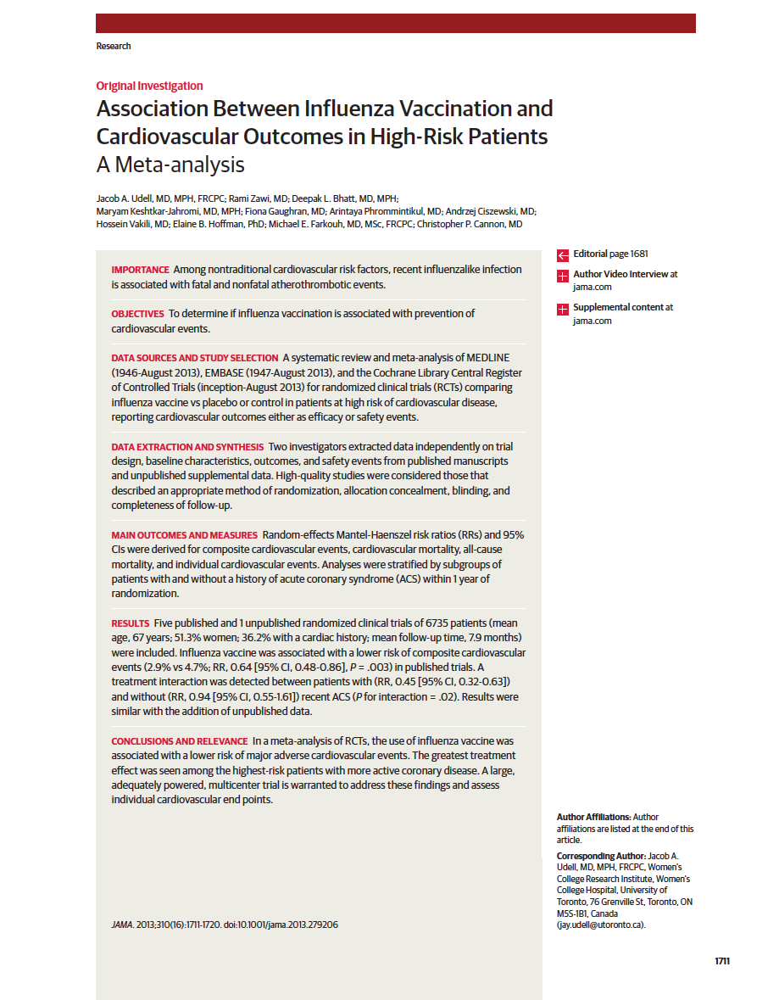 Research
Original Investigation
Association Between Influenza Vaccination and
Cardiovascular Outcomes in High-Risk Patients
A Meta-analysis
Jacob A. Udell, MD, MPH, FRCPC; Rami Zawi, MD; Deepak L. Bhatt, MD, MPH;
Maryam Keshtkar-Jahromi, MD, MPH; Fiona Gaughran, MD; Arintaya Phrommintikul, MD; Andrzej Ciszewski, MD;
Hossein Vakili, MD; Elaine B. Hoffman, PhD; Michael E. Farkouh, MD, MSc, FRCPC; Christopher P. Cannon, MD
IMPORTANCE Among nontraditional cardiovascular risk factors, recent influenzalike infection
is associated with fatal and nonfatal atherothrombotic events.
OBJECTIVES To determine if influenza vaccination is associated with prevention of
cardiovascular events.
DATA SOURCES AND STUDY SELECTION A systematic review and meta-analysis of MEDLINE
(1946-August 2013), EMBASE (1947-August 2013), and the Cochrane Library Central Register
of Controlled Trials (inception-August 2013) for randomized clinical trials (RCTs) comparing
influenza vaccine vs placebo or control in patients at high risk of cardiovascular disease,
reporting cardiovascular outcomes either as efficacy or safety events.
DATA EXTRACTION AND SYNTHESIS Two investigators extracted data independently on trial
design, baseline characteristics, outcomes, and safety events from published manuscripts
and unpublished supplemental data. High-quality studies were considered those that
described an appropriate method of randomization, allocation concealment, blinding, and
completeness of follow-up.
MAIN OUTCOMES AND MEASURES Random-effects Mantel-Haenszel risk ratios (RRs) and 95%
CIs were derived for composite cardiovascular events, cardiovascular mortality, all-cause
mortality, and individual cardiovascular events. Analyses were stratified by subgroups of
patients with and without a history of acute coronary syndrome (ACS) within 1 year of
randomization.
RESULTS Five published and 1 unpublished randomized clinical trials of 6735 patients (mean
age, 67 years; 51.3% women; 36.2% with a cardiac history; mean follow-up time, 7.9 months)
were included. Influenza vaccine was associated with a lower risk of composite cardiovascular
events (2.9% vs 4.7%; RR, 0.64 [95% CI, 0.48-0.86], P = .003) in published trials. A
treatment interaction was detected between patients with (RR, 0.45 [95% CI, 0.32-0.63])
and without (RR, 0.94 [95% CI, 0.55-1.61]) recent ACS (P for interaction = .02). Results were
similar with the addition of unpublished data.
CONCLUSIONS AND RELEVANCE In a meta-analysis of RCTs, the use of influenza vaccine was
associated with a lower risk of major adverse cardiovascular events. The greatest treatment
effect was seen among the highest-risk patients with more active coronary disease. A large,
adequately powered, multicenter trial is warranted to address these findings and assess
individual cardiovascular end points.
JAMA. 2013;310(16):1711-1720. doi:10.1001/jama.2013.279206
Editorial page 1681
Author Video Interview at
jama.com
Supplemental content at
jama.com
Author Affiliations: Author
affiliations are listed at the end of this
article.
Corresponding Author: Jacob A.
Udell, MD, MPH, FRCPC, Women's
College Research Institute, Women's
College Hospital, University of
Toronto, 76 Grenville St, Toronto, ON
M5S-1B1, Canada
(jay.udell@utoronto.ca).
1711